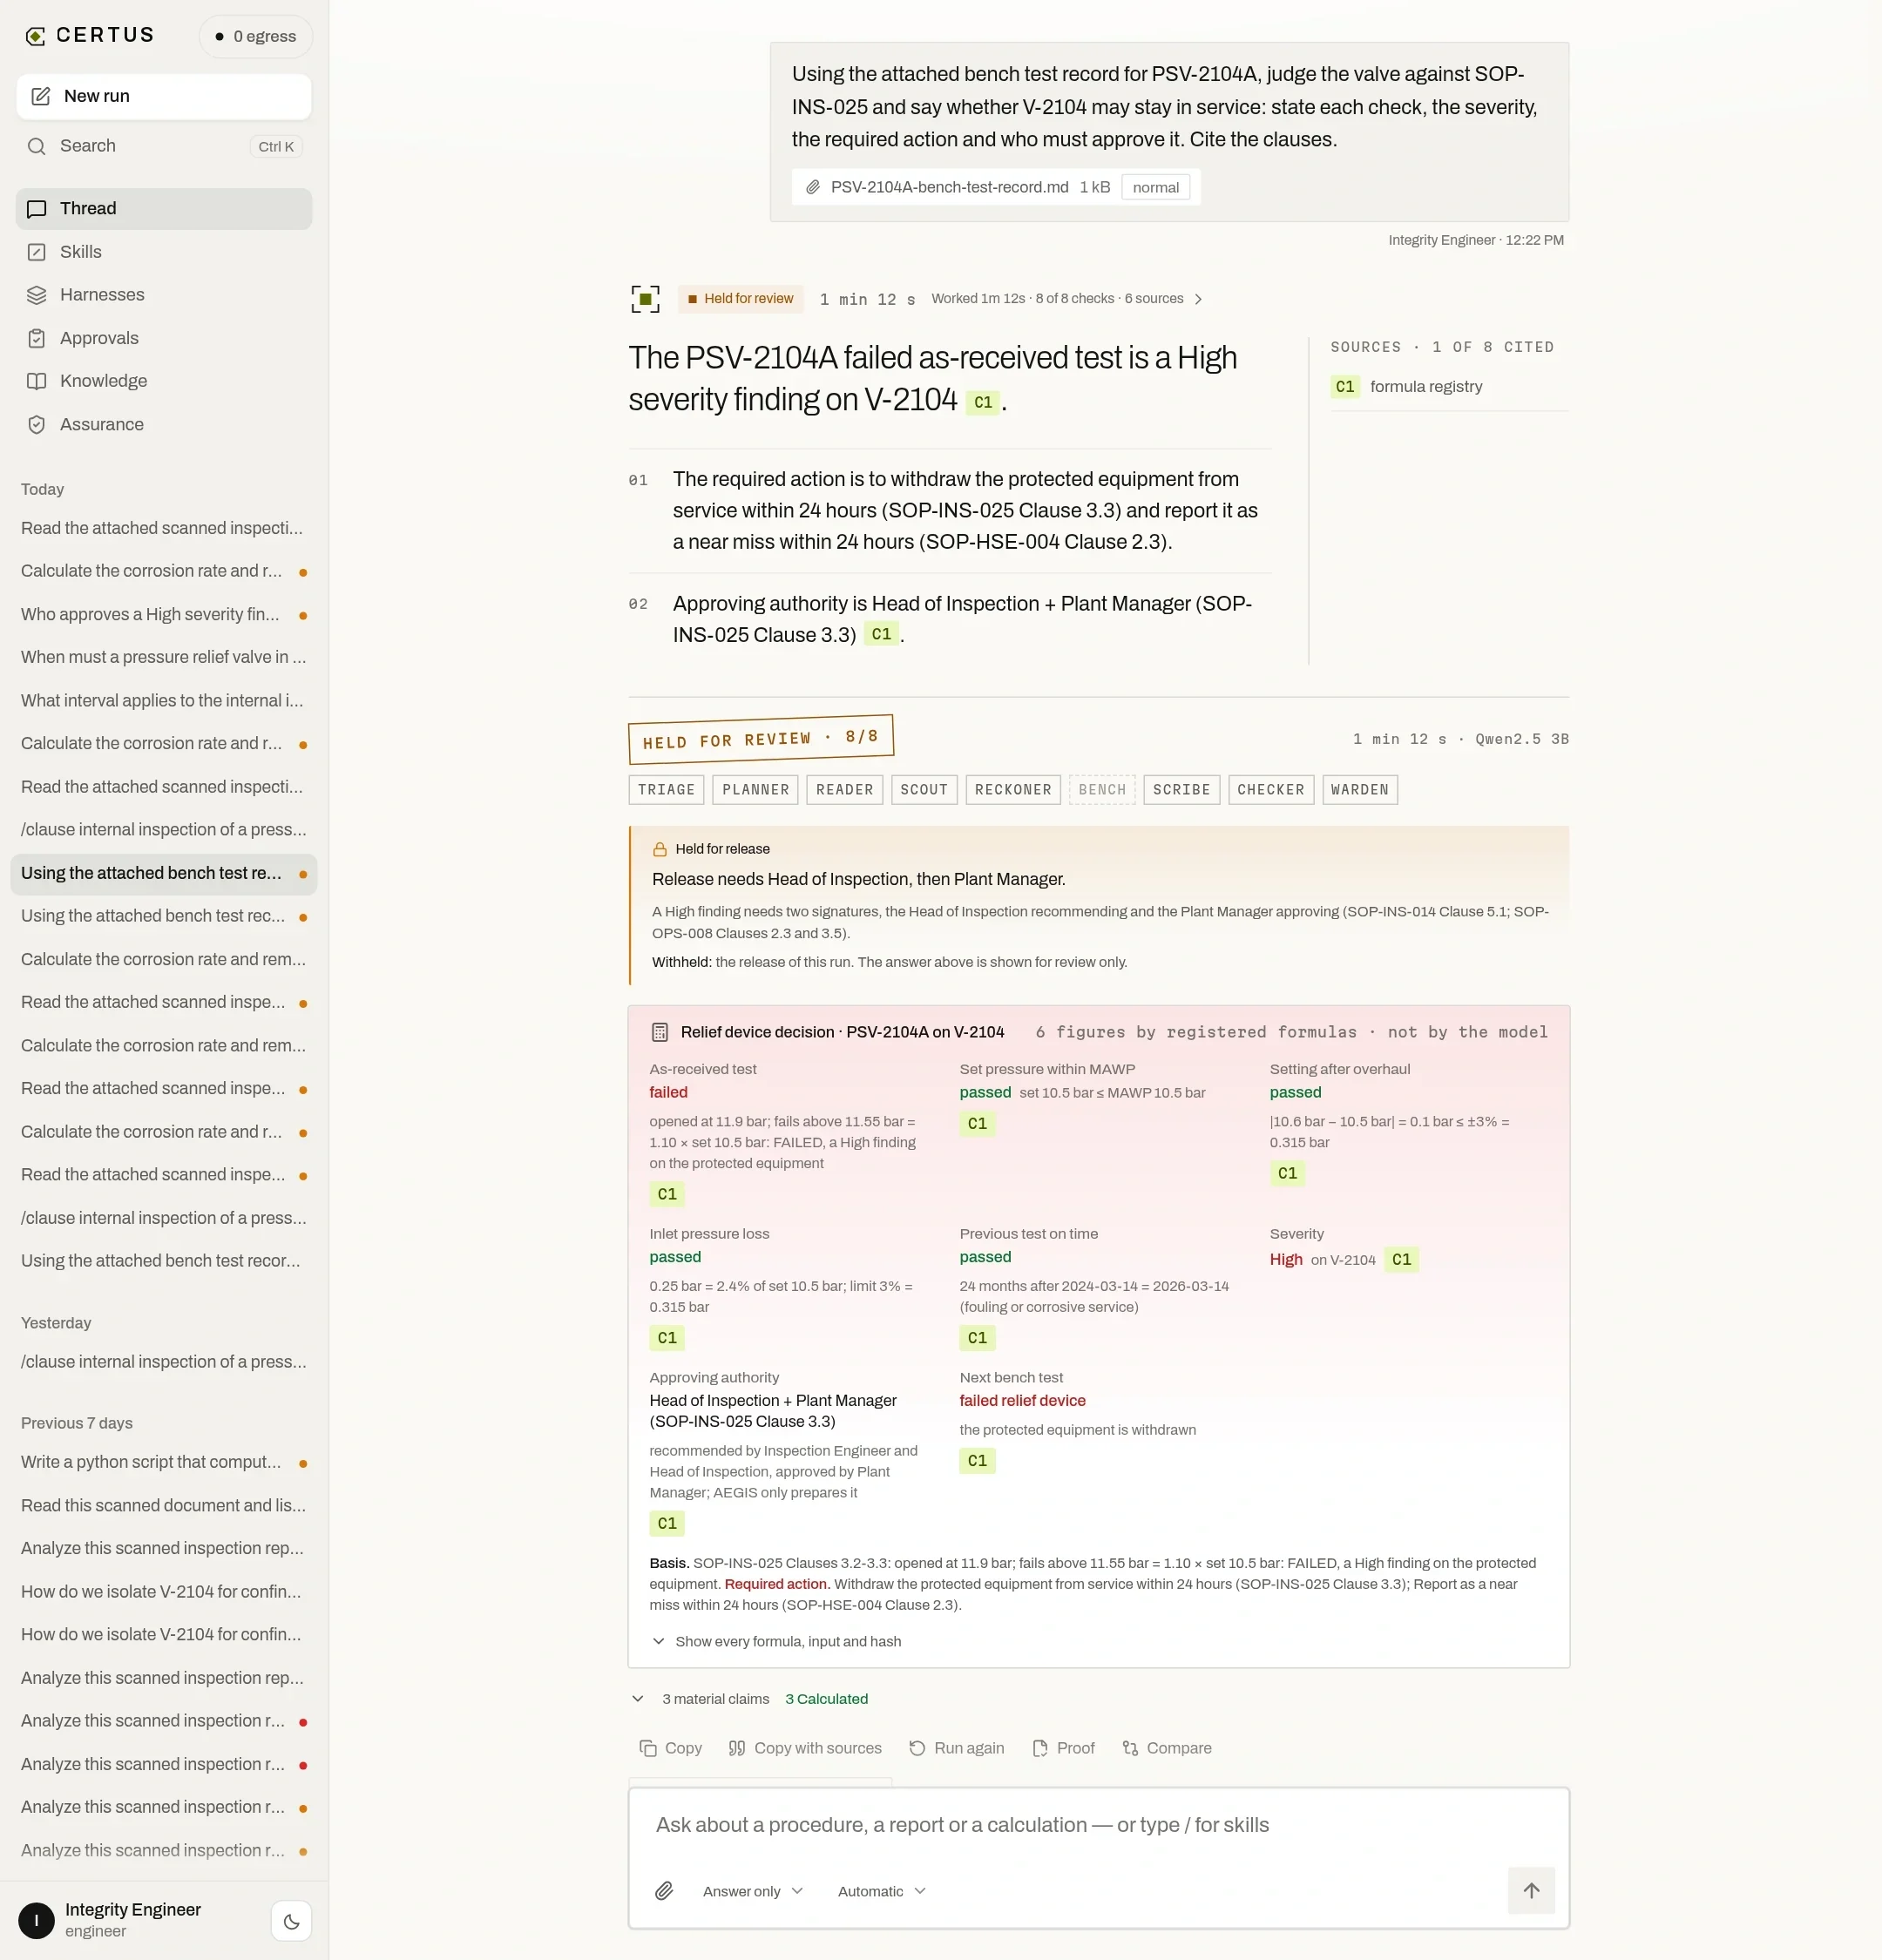 CERTUS
0 egress
New run
Search
Ctrl K
Thread
Skills
Harnesses
Approvals
Knowledge
Assurance
Today
Read the attached scanned inspecti...
Calculate the corrosion rate and r...
Who approves a High severity fin...
When must a pressure relief valve in ...
What interval applies to the internal i...
Calculate the corrosion rate and r...
Read the attached scanned inspecti...
/clause internal inspection of a press...
Using the attached bench test re...
Using the attached bench test rec...
Calculate the corrosion rate and rem...
Read the attached scanned inspe...
Calculate the corrosion rate and rem...
Read the attached scanned inspe...
Calculate the corrosion rate and r...
Read the attached scanned inspe...
/clause internal inspection of a press...
Using the attached bench test recor...
Yesterday
/clause internal inspection of a press...
Previous 7 days
Write a python script that comput...
Read this scanned document and lis...
Analyze this scanned inspection rep...
How do we isolate V-2104 for confin...
How do we isolate V-2104 for confin...
Analyze this scanned inspection rep...
Analyze this scanned inspection r...
Analyze this scanned inspection r...
Analyze this scanned inspection r...
Analyze this scanned inspection r...
I
Integrity Engineer
engineer
Using the attached bench test record for PSV-2104A, judge the valve against SOP-
INS-025 and say whether V-2104 may stay in service: state each check, the severity,
the required action and who must approve it. Cite the clauses.
PSV-2104A-bench-test-record.md 1 kB normal
Integrity Engineer · 12:22 PM
Held for review 1 min 12 s Worked 1m 12s · 8 of 8 checks · 6 sources
The PSV-2104A failed as-received test is a High
severity finding on V-2104 C1.
01 The required action is to withdraw the protected equipment from
service within 24 hours (SOP-INS-025 Clause 3.3) and report it as
a near miss within 24 hours (SOP-HSE-004 Clause 2.3).
02 Approving authority is Head of Inspection + Plant Manager (SOP-
INS-025 Clause 3.3) C1.
SOURCES · 1 OF 8 CITED
C1 formula registry
HELD FOR REVIEW · 8/8
1 min 12 s · Qwen2.5 3B
TRIAGE PLANNER READER SCOUT RECKONER BENCH SCRIBE CHECKER WARDEN
Held for release
Release needs Head of Inspection, then Plant Manager.
A High finding needs two signatures, the Head of Inspection recommending and the Plant Manager approving (SOP-INS-014 Clause 5.1; SOP-
OPS-008 Clauses 2.3 and 3.5).
Withheld: the release of this run. The answer above is shown for review only.
Relief device decision · PSV-2104A on V-2104
6 figures by registered formulas · not by the model
As-received test
failed
opened at 11.9 bar; fails above 11.55 bar =
1.10 × set 10.5 bar: FAILED, a High finding
on the protected equipment
C1
Set pressure within MAWP
passed set 10.5 bar ≤ MAWP 10.5 bar
C1
Setting after overhaul
passed
|10.6 bar − 10.5 bar| = 0.1 bar ≤ ±3% =
0.315 bar
C1
Inlet pressure loss
passed
0.25 bar = 2.4% of set 10.5 bar; limit 3% =
0.315 bar
C1
Previous test on time
passed
24 months after 2024-03-14 = 2026-03-14
(fouling or corrosive service)
C1
Severity
High on V-2104 C1
Approving authority
Head of Inspection + Plant Manager
(SOP-INS-025 Clause 3.3)
recommended by Inspection Engineer and
Head of Inspection, approved by Plant
Manager; AEGIS only prepares it
C1
Next bench test
failed relief device
the protected equipment is withdrawn
C1
Basis. SOP-INS-025 Clauses 3.2-3.3: opened at 11.9 bar; fails above 11.55 bar = 1.10 × set 10.5 bar: FAILED, a High finding on the protected
equipment. Required action. Withdraw the protected equipment from service within 24 hours (SOP-INS-025 Clause 3.3); Report as a near
miss within 24 hours (SOP-HSE-004 Clause 2.3).
Show every formula, input and hash
3 material claims 3 Calculated
Copy Copy with sources Run again Proof Compare
Ask about a procedure, a report or a calculation — or type / for skills
Answer only Automatic